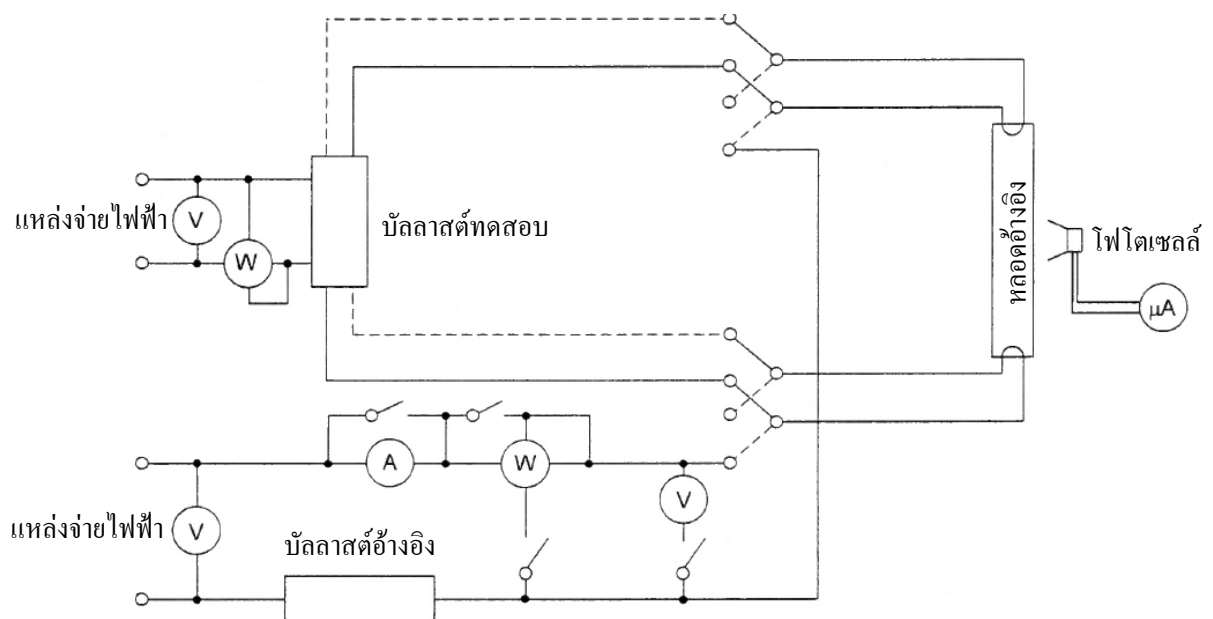 แหล่งจ่ายไฟฟ้า
V
W
บัลลาสต์ทดสอบ
หลอดอ้างอิง
โฟโตเซลล์
μA
A
W
V
แหล่งจ่ายไฟฟ้า
V
บัลลาสต์อ้างอิง